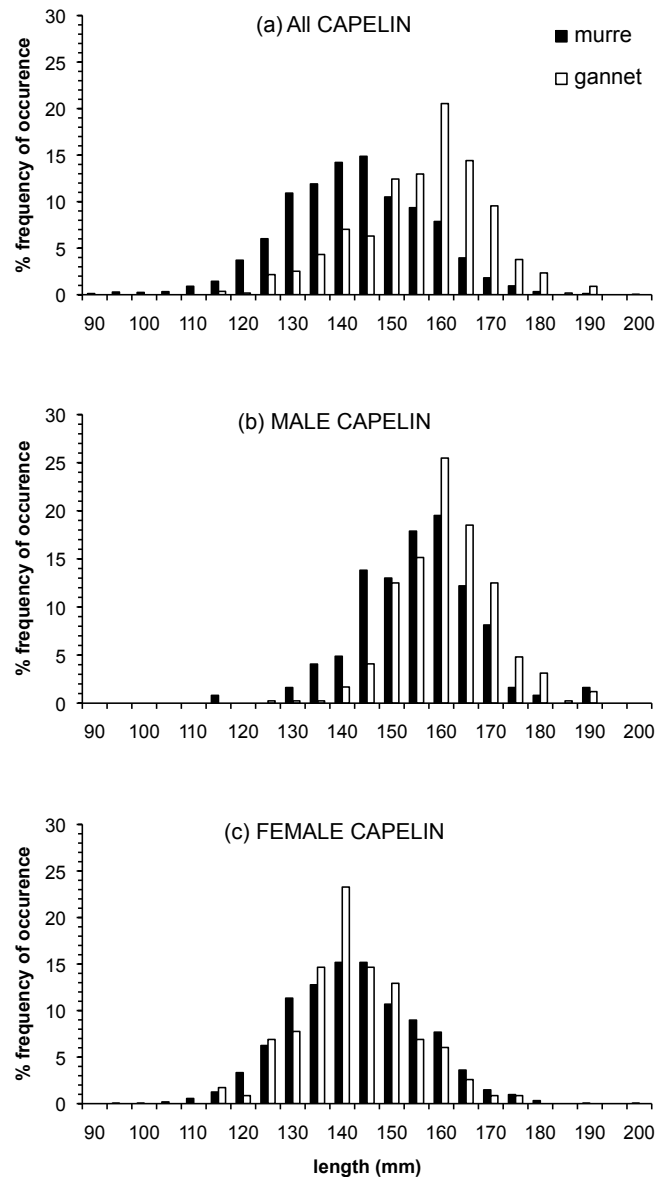 (a) All CAPELIN
murre
gannet
% frequency of occurence
30
25
20
15
10
5
0
90 100 110 120 130 140 150 160 170 180 190 200
(b) MALE CAPELIN
% frequency of occurence
30
25
20
15
10
5
0
90 100 110 120 130 140 150 160 170 180 190 200
(c) FEMALE CAPELIN
% frequency of occurence
30
25
20
15
10
5
0
90 100 110 120 130 140 150 160 170 180 190 200
length (mm)